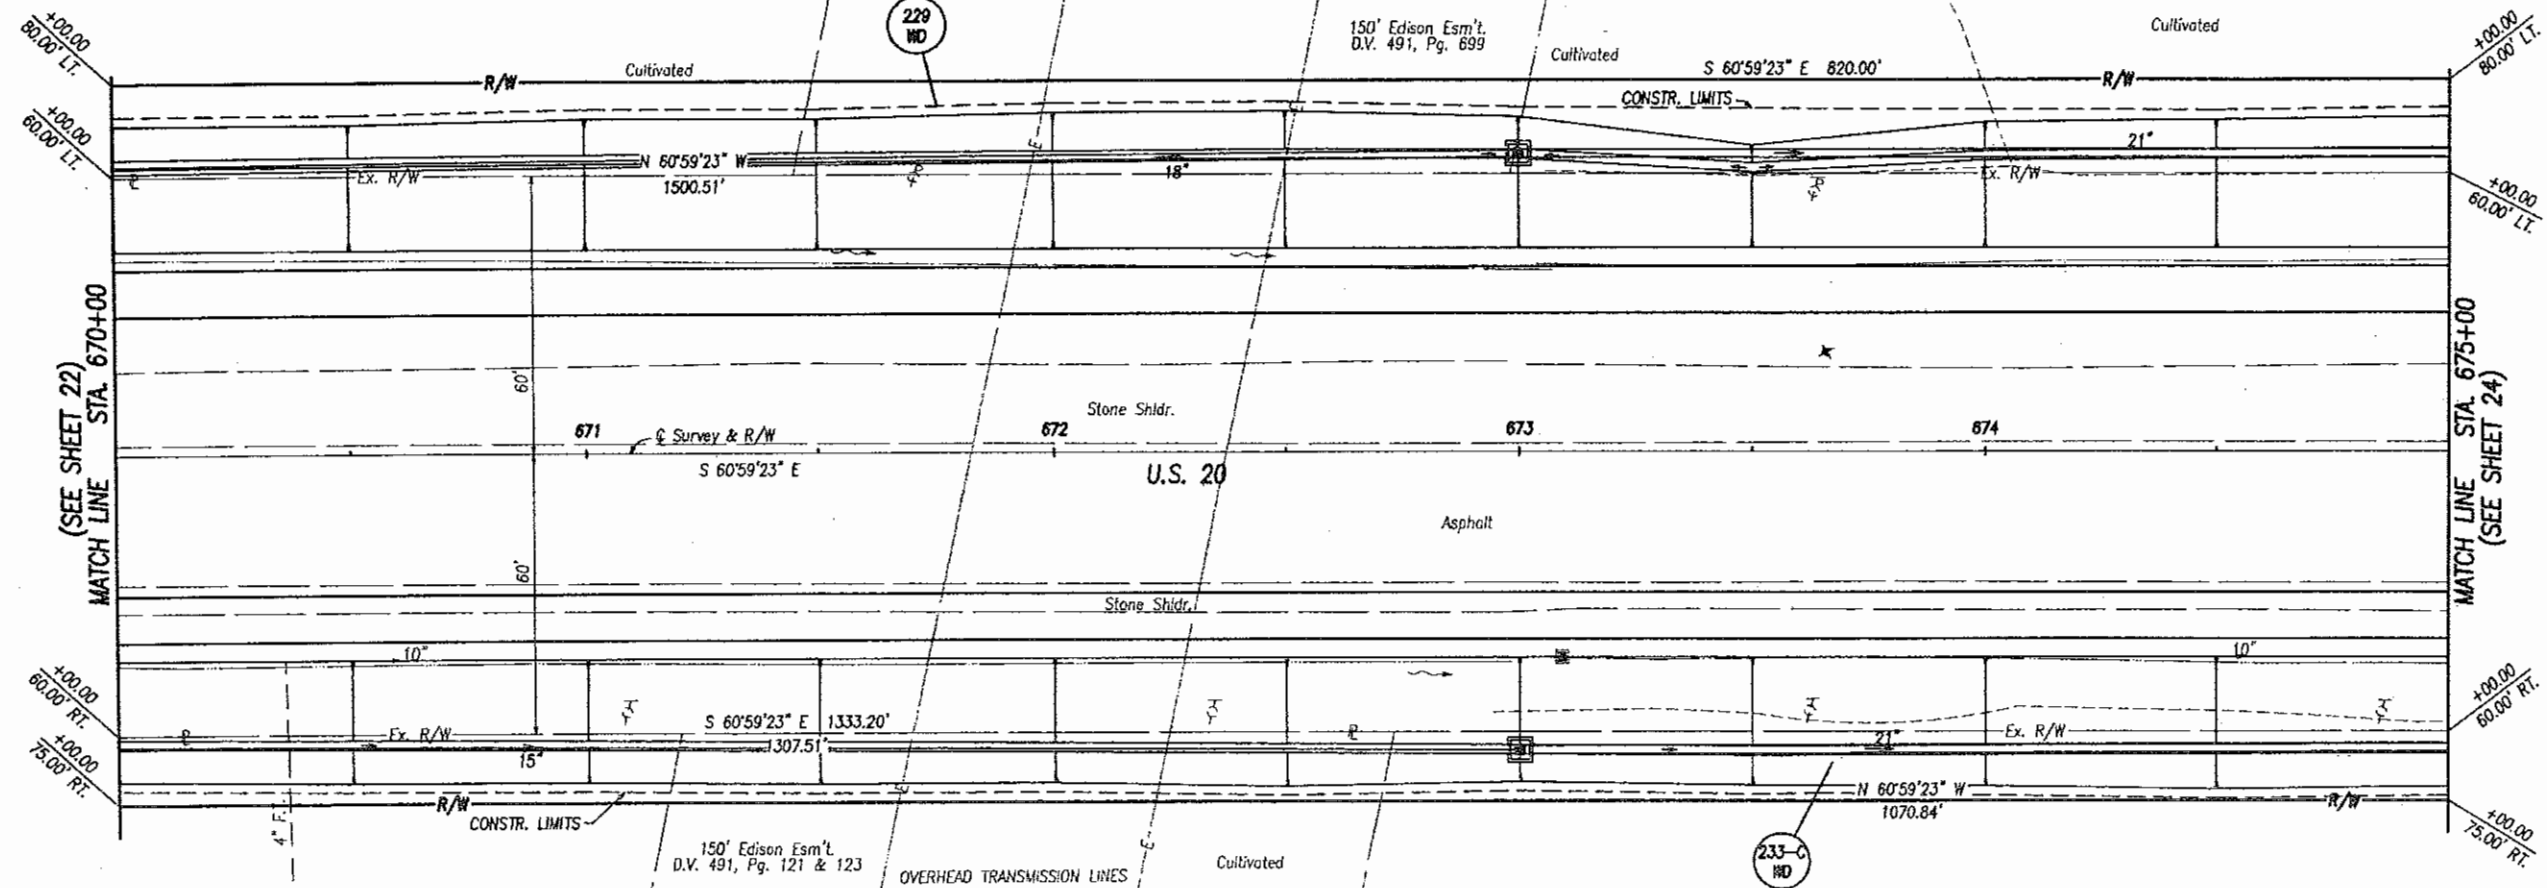 +00.00
80.00' LT.
229
WD
150' Edison Esm't.
D.V. 491, Pg. 699
Cultivated
+00.00
80.00' LT.
Cultivated
R/W
Cultivated
S 60°59'23" E 820.00'
R/W
CONSTR. LIMITS
+00.00
60.00' LT.
E
E
21"
N 60°59'23" W
1500.51'
Ex. R/W
18"
Ex. R/W
+00.00
60.00' LT.
(SEE SHEET 22)
MATCH LINE STA. 670+00
60'
Stone Shldr.
671
℄ Survey & R/W
672
673
674
S 60°59'23" E
U.S. 20
Asphalt
MATCH LINE STA. 675+00
(SEE SHEET 24)
60'
Stone Shldr.
10"
10"
+00.00
60.00' RT.
S 60°59'23" E 1333.20'
1307.51'
Ex. R/W
15"
21"
Ex. R/W
+00.00
60.00' RT.
+00.00
75.00' RT.
R/W
CONSTR. LIMITS
E
E
N 60°59'23" W
1070.84'
R/W
+00.00
75.00' RT.
150' Edison Esm't.
D.V. 491, Pg. 121 & 123
OVERHEAD TRANSMISSION LINES
Cultivated
WD